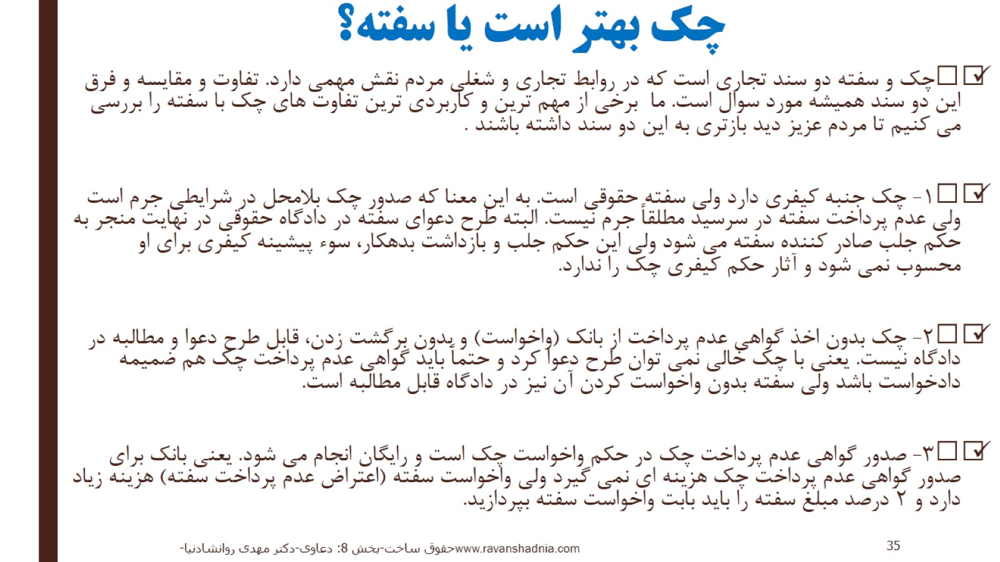 چک بهتر است یا سفته؟
چک و سفته دو سند تجاری است که در روابط تجاری و شغلی مردم نقش مهمی دارد. تفاوت و مقایسه و فرق
این دو سند همیشه مورد سوال است. ما برخی از مهم ترین و کاربردی ترین تفاوت های چک با سفته را بررسی
می کنیم تا مردم عزیز دید بازتری به این دو سند داشته باشند .
۱- چک جنبه کیفری دارد ولی سفته حقوقی است. به این معنا که صدور چک بلامحل در شرایطی جرم است
ولی عدم پرداخت سفته در سرسید مطلقاً جرم نیست. البته طرح دعوای سفته در دادگاه حقوقی در نهایت منجر به
حکم جلب صادر کننده سفته می شود ولی این حکم جلب و بازداشت بدهکار، سوء پیشینه کیفری برای او
محسوب نمی شود و آثار حکم کیفری چک را ندارد.
۲- چک بدون اخذ گواهی عدم پرداخت از بانک (واخواست) و بدون برگشت زدن، قابل طرح دعوا و مطالبه در
دادگاه نیست. یعنی با چک خالی نمی توان طرح دعوا کرد و حتماً باید گواهی عدم پرداخت چک هم ضمیمه
دادخواست باشد ولی سفته بدون واخواست کردن آن نیز در دادگاه قابل مطالبه است.
۳- صدور گواهی عدم پرداخت چک در حکم واخواست چک است و رایگان انجام می شود. یعنی بانک برای
صدور گواهی عدم پرداخت چک هزینه ای نمی گیرد ولی واخواست سفته (اعتراض عدم پرداخت سفته) هزینه زیاد
دارد و ۲ درصد مبلغ سفته را باید بابت واخواست سفته بپردازید.
www.ravanshadnia.comحقوق ساخت-بخش 8: دعاوی-دکتر مهدی روانشادنیا-
35